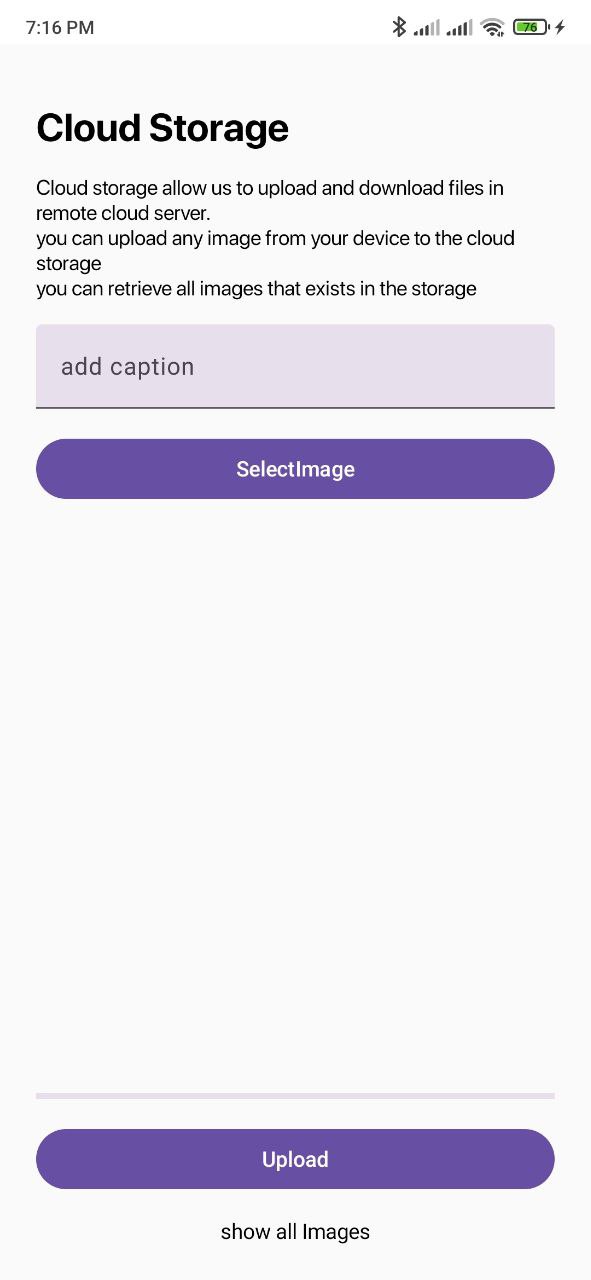 7:16 PM
76
Cloud Storage
Cloud storage allow us to upload and download files in
remote cloud server.
you can upload any image from your device to the cloud
storage
you can retrieve all images that exists in the storage
add caption
SelectImage
Upload
show all Images